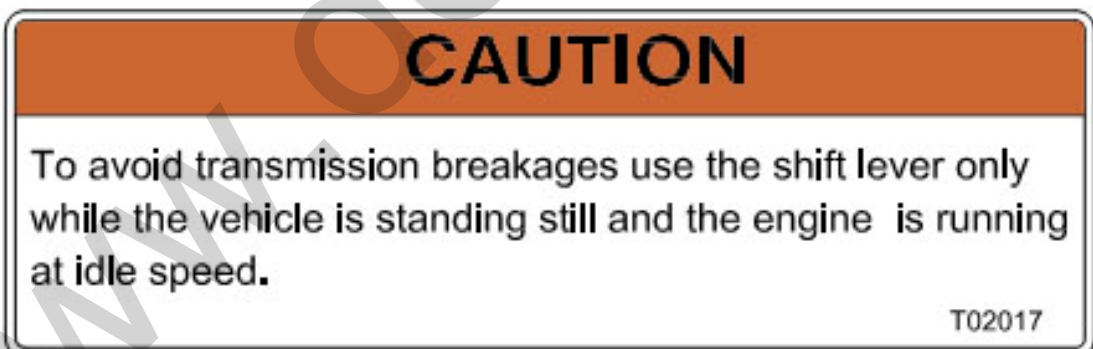 CAUTION
To avoid transmission breakages use the shift lever only
while the vehicle is standing still and the engine is running
at idle speed.
T02017